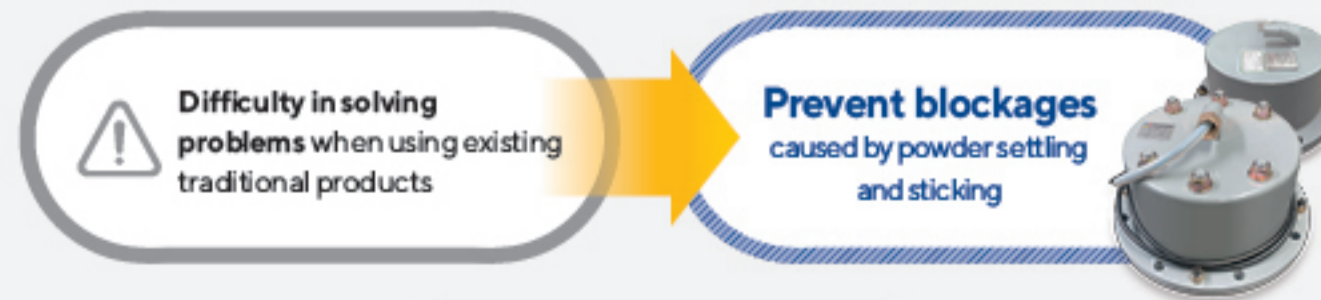 Difficulty in solving
problems when using existing
traditional products
Prevent blockages
caused by powder settling
and sticking